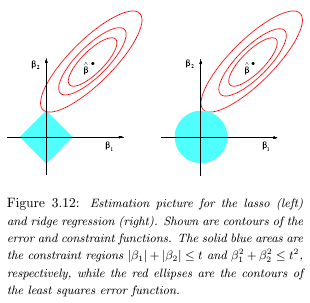 β₂ β̂ β₂ β̂
β₁ β₁
Figure 3.12: Estimation picture for the lasso (left)
and ridge regression (right). Shown are contours of the
error and constraint functions. The solid blue areas are
the constraint regions |β₁| + |β₂| ≤ t and β₁² + β₂² ≤ t²,
respectively, while the red ellipses are the contours of
the least squares error function.